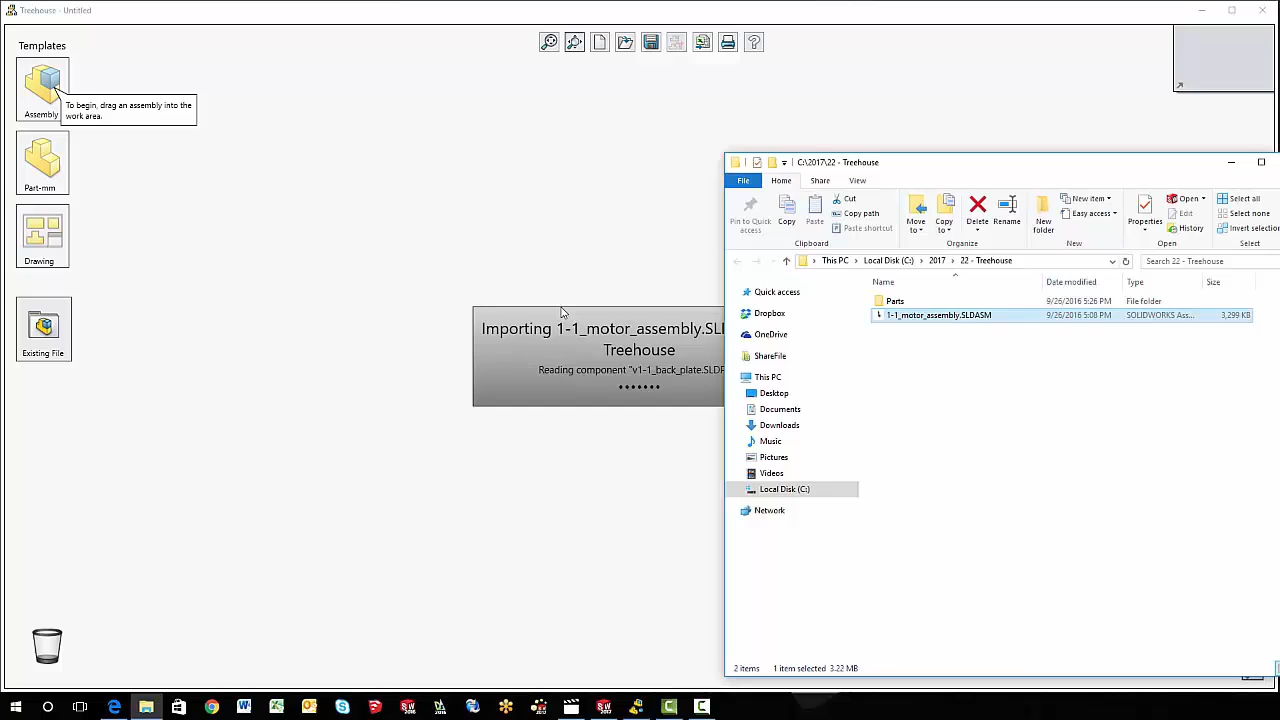 Treehouse - Untitled
Templates
Assembly
To begin, drag an assembly into the
work area.
Part-mm
Drawing
Existing File
Importing 1-1_motor_assembly.SLD
Treehouse
Reading component "v1-1_back_plate.SLDP
C:\2017\22 - Treehouse
File
Home
Share
View
Pin to Quick
access
Copy
Paste
Cut
Copy path
Paste shortcut
Clipboard
Move
to
Copy
to
Delete
Rename
Organize
New
folder
New item
Easy access
New
Properties
Open
Edit
History
Open
Select all
Select none
Invert selection
Select
This PC
Local Disk (C:)
2017
22 - Treehouse
Search 22 - Treehouse
Name
Date modified
Type
Size
Parts
9/26/2016 5:26 PM
File folder
1-1_motor_assembly.SLDASM
9/26/2016 5:08 PM
SOLIDWORKS Ass...
3,299 KB
Quick access
Dropbox
OneDrive
ShareFile
This PC
Desktop
Documents
Downloads
Music
Pictures
Videos
Local Disk (C:)
Network
2 items
1 item selected 3.22 MB